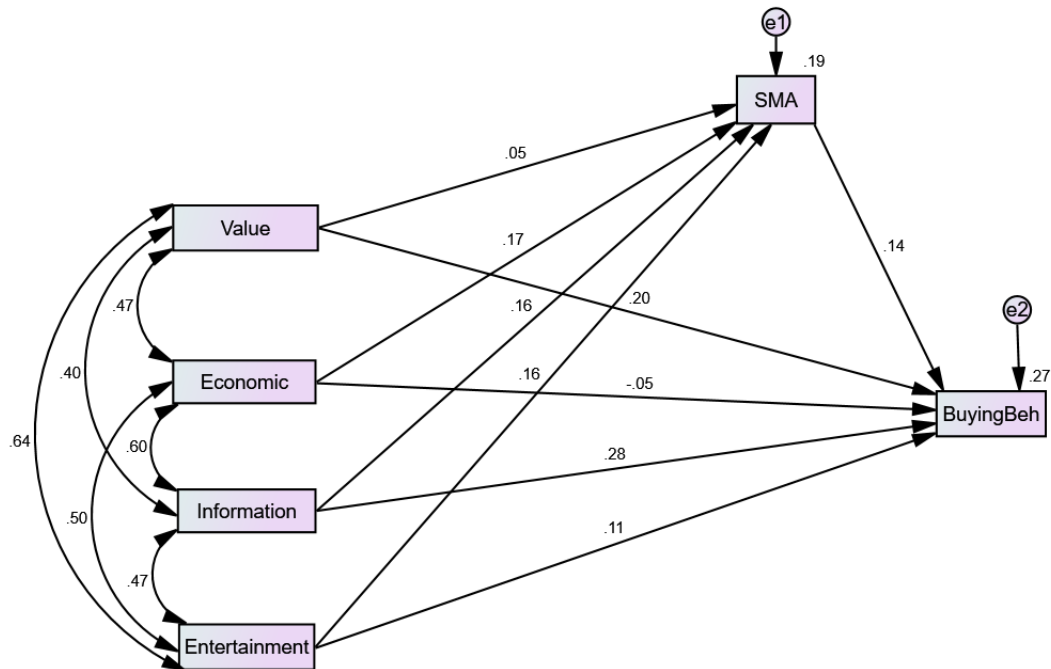 e1
.19
SMA
.05
Value
.17
.14
.47
.16
.20
e2
.40
Economic
.16
-.05
.27
BuyingBeh
.64
.60
.28
.50
Information
.11
.47
Entertainment